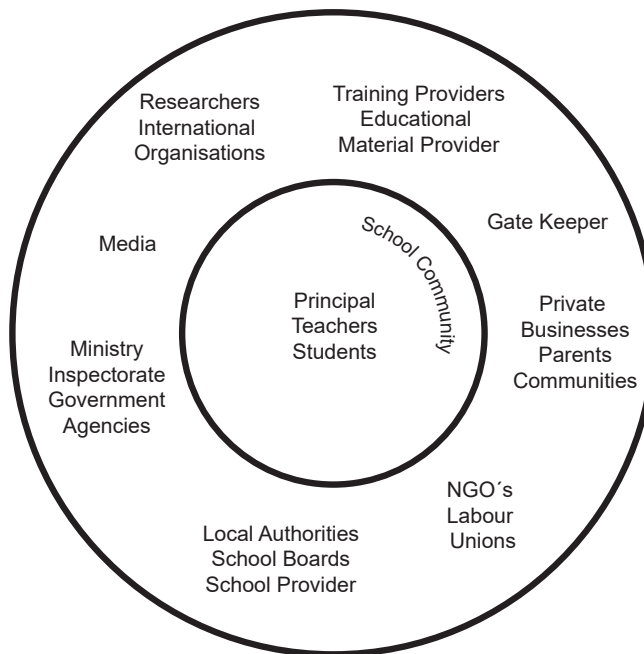 Researchers
International
Organisations
Training Providers
Educational
Material Provider
Gate Keeper
Media
School Community
Principal
Teachers
Students
Private
Businesses
Parents
Communities
Ministry
Inspectorate
Government
Agencies
NGO´s
Labour
Unions
Local Authorities
School Boards
School Provider